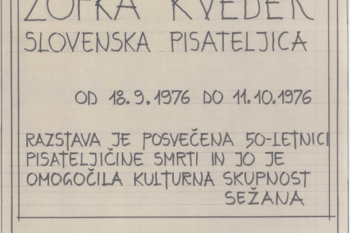 ZOFKA KVEDER
SLOVENSKA PISATELJICA
OD 18.9.1976 DO 11.10.1976
RAZSTAVA JE POSVEČENA 50-LETNICI
PISATELJIČINE SMRTI IN JO JE
OMOGOČILA KULTURNA SKUPNOST
SEŽANA